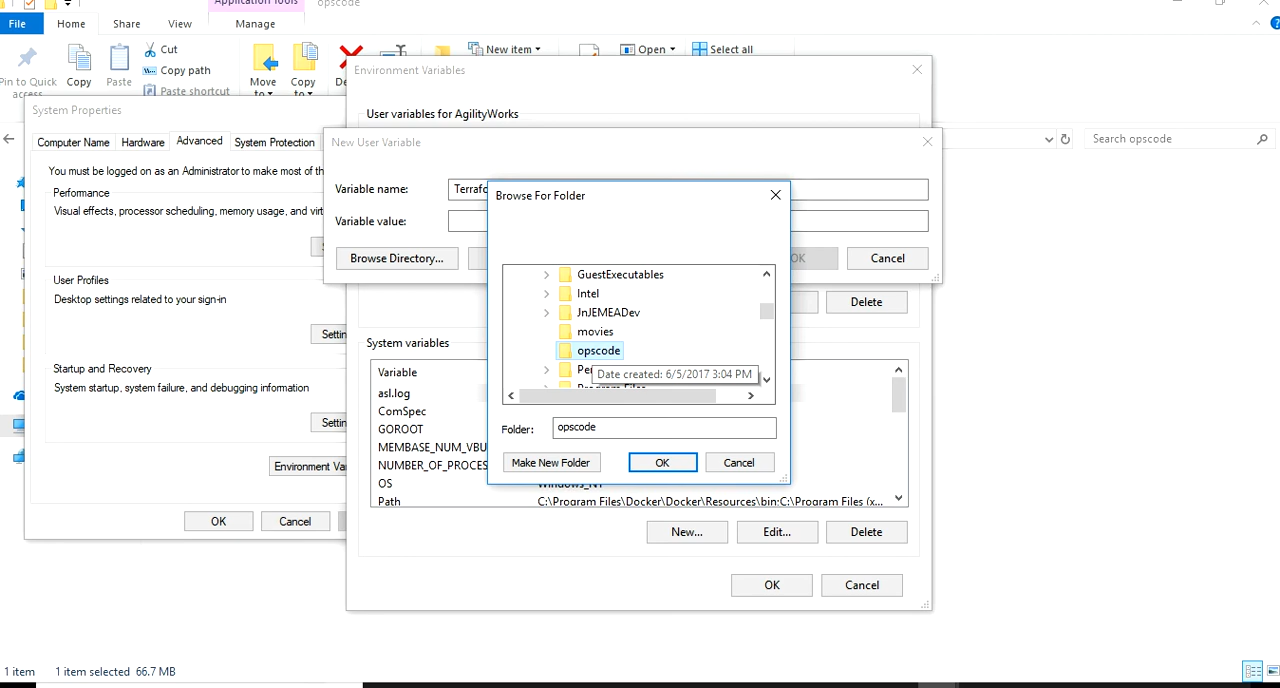 Application Tools
opscode
File
Home
Share
View
Manage
Pin to Quick
access
Copy
Paste
Cut
Copy path
Paste shortcut
Move
to
Copy
to
New item
Open
Select all
Search opscode
System Properties
Computer Name
Hardware
Advanced
System Protection
You must be logged on as an Administrator to make most of
Performance
Visual effects, processor scheduling, memory usage, and
User Profiles
Desktop settings related to your sign-in
Startup and Recovery
System startup, system failure, and debugging information
OK
Cancel
Environment Variables
User variables for AgilityWorks
New User Variable
Variable name:
Variable value:
Browse Directory...
OK
Cancel
Delete
System variables
Variable
asl.log
ComSpec
GOROOT
MEMBASE_NUM_VBU
NUMBER_OF_PROCES
OS
Windows_NT
Path
C:\Program Files\Docker\Docker\Resources\bin;C:\Program Files (x...
New...
Edit...
Delete
OK
Cancel
Browse For Folder
GuestExecutables
Intel
JnJEMEADev
movies
opscode
Date created: 6/5/2017 3:04 PM
Program Files
Folder:
opscode
Make New Folder
OK
Cancel
1 item
1 item selected 66.7 MB